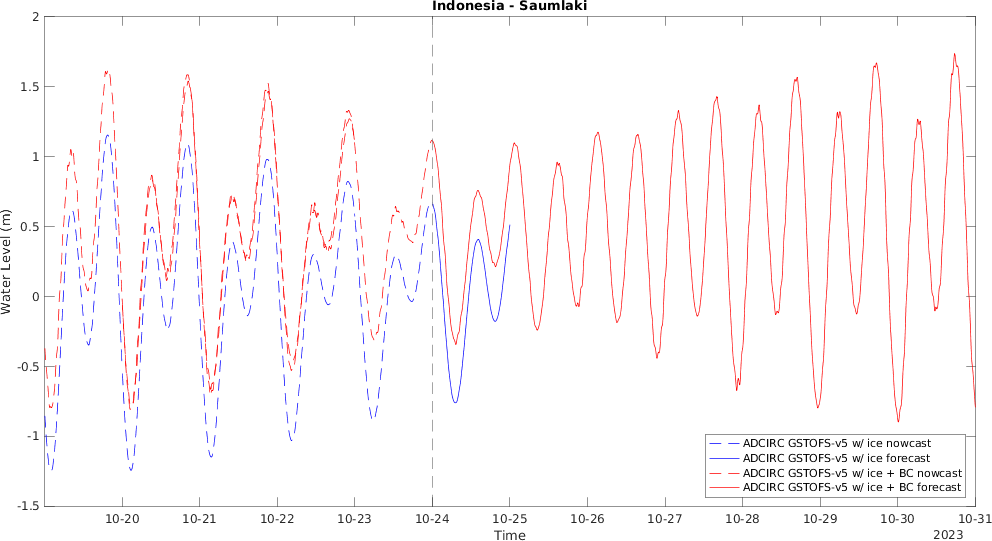 Indonesia - Saumlaki
2
1.5
1
0.5
0
-0.5
-1
-1.5
Water Level (m)
10-20 10-21 10-22 10-23 10-24 10-25 10-26 10-27 10-28 10-29 10-30 10-31
Time
2023
ADCIRC GSTOFS-v5 w/ ice nowcast
ADCIRC GSTOFS-v5 w/ ice forecast
ADCIRC GSTOFS-v5 w/ ice + BC nowcast
ADCIRC GSTOFS-v5 w/ ice + BC forecast